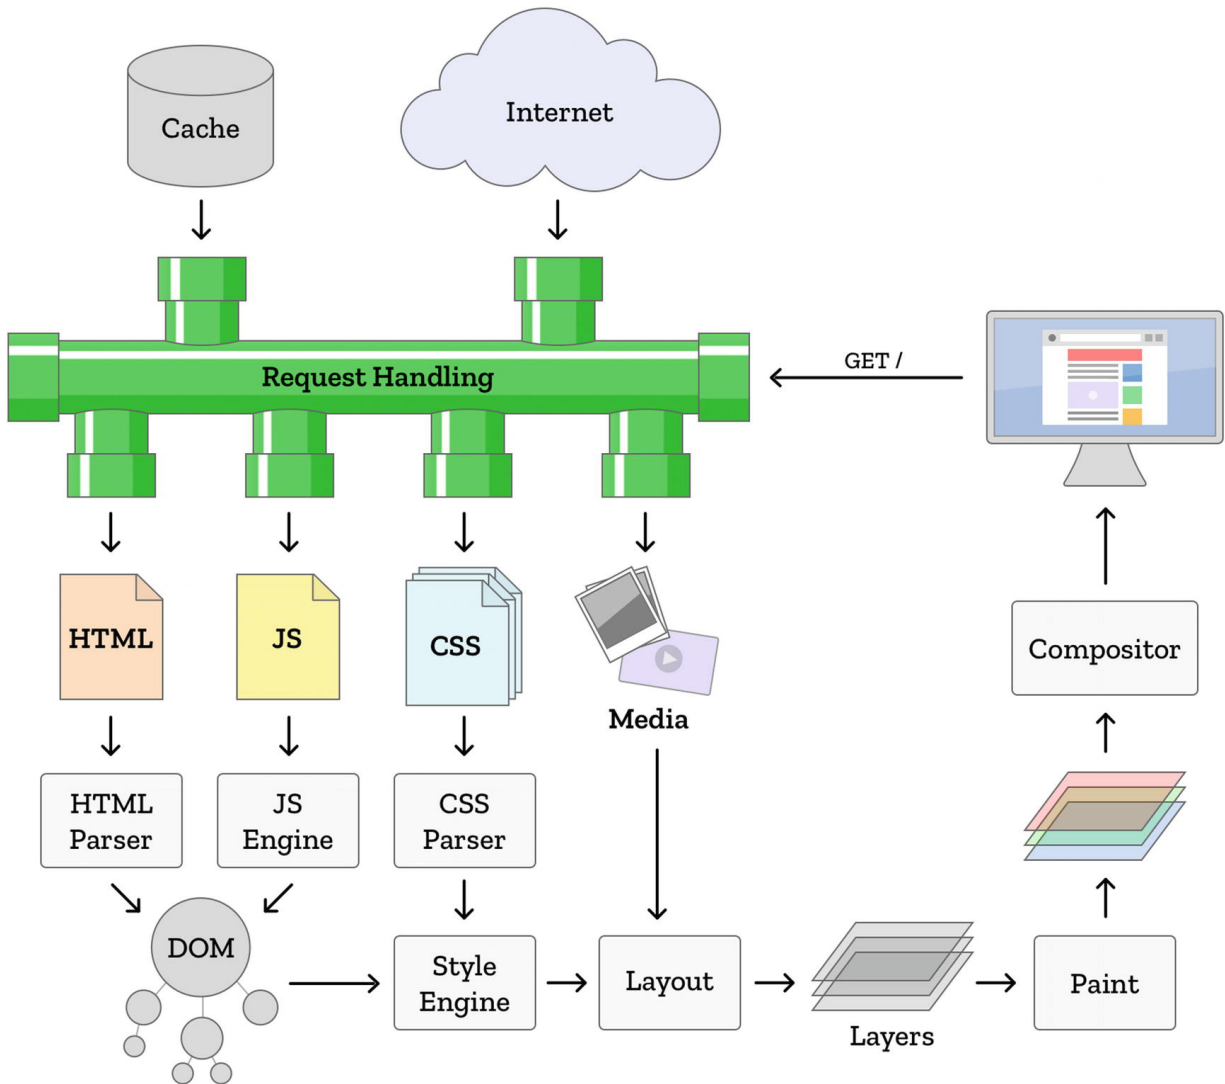 Cache
Internet
Request Handling
GET /
HTML
JS
CSS
Media
Compositor
HTML
Parser
JS
Engine
CSS
Parser
DOM
Style
Engine
Layout
Layers
Paint